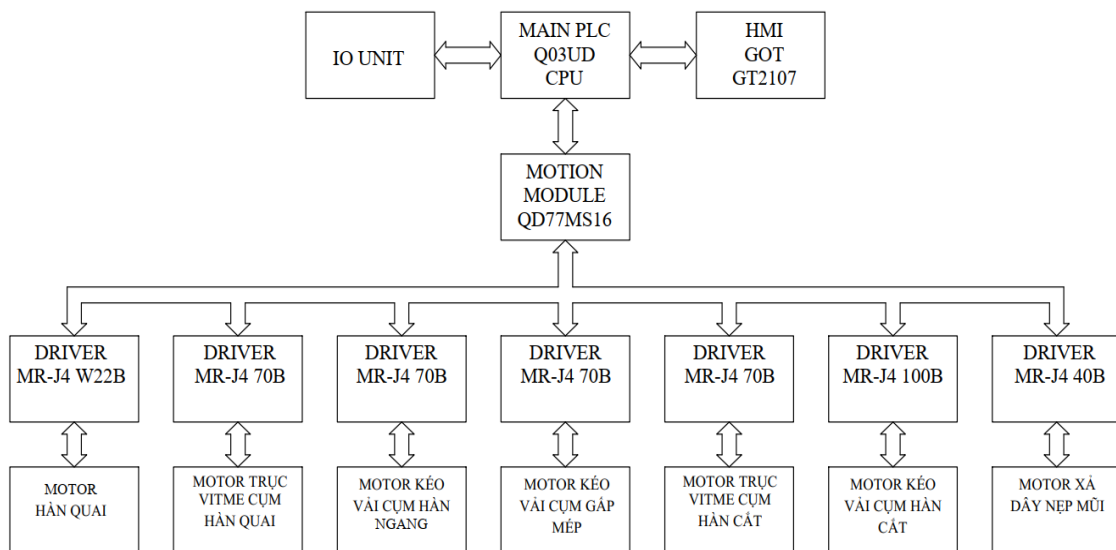 IO UNIT
MAIN PLC
Q03UD
CPU
HMI
GOT
GT2107
MOTION
MODULE
QD77MS16
DRIVER
MR-J4 W22B
DRIVER
MR-J4 70B
DRIVER
MR-J4 70B
DRIVER
MR-J4 70B
DRIVER
MR-J4 70B
DRIVER
MR-J4 100B
DRIVER
MR-J4 40B
MOTOR
HÀN QUAI
MOTOR TRỤC
VITME CỤM
HÀN QUAI
MOTOR KÉO
VẢI CỤM HÀN
NGANG
MOTOR KÉO
VẢI CỤM GẤP
MÉP
MOTOR TRỤC
VITME CỤM
HÀN CẮT
MOTOR KÉO
VẢI CỤM HÀN
CẮT
MOTOR XẢ
DÂY NẸP MŨI